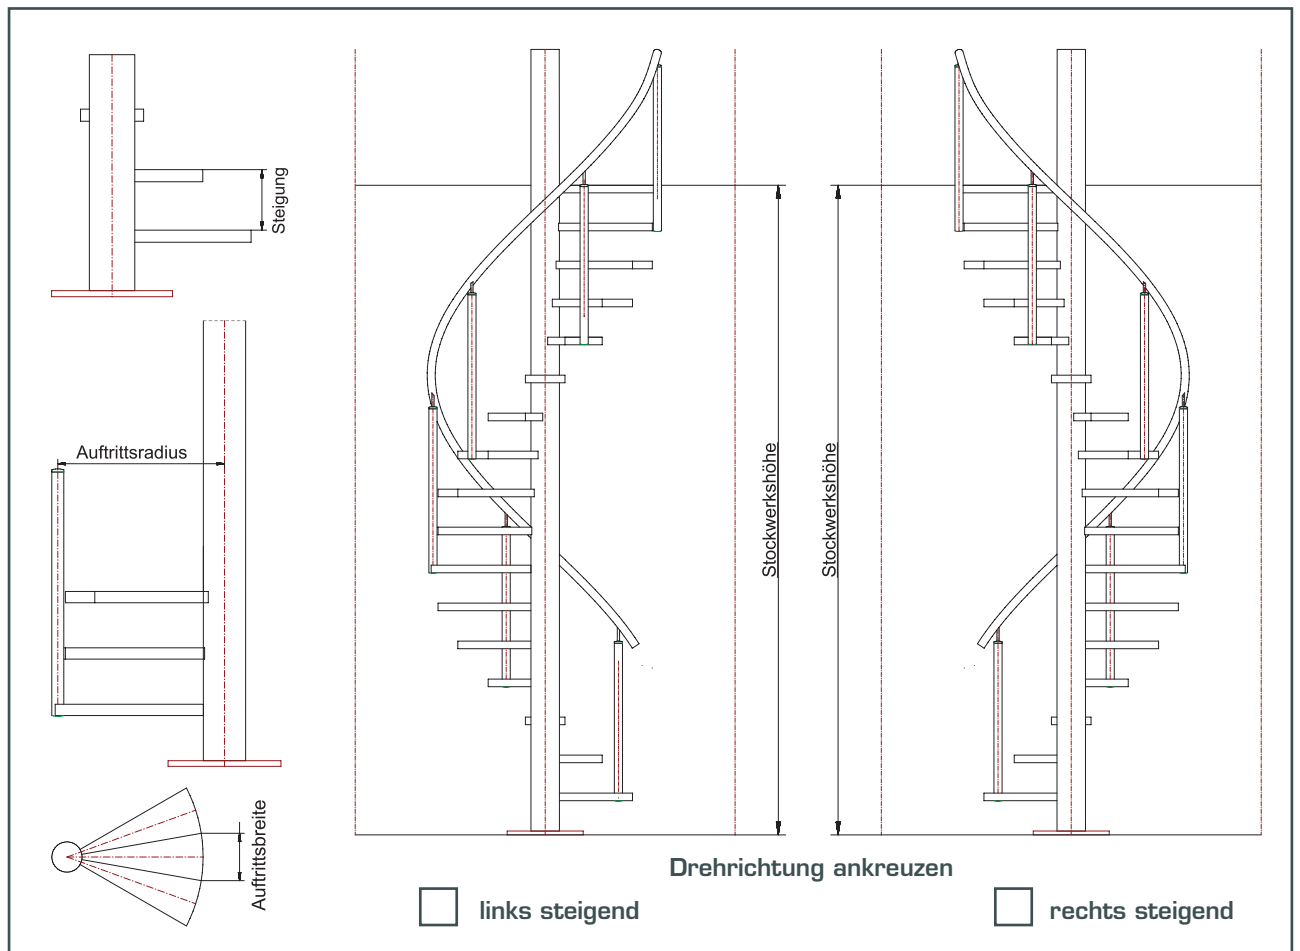 Steigung
Auftrittsradius
Auftrittsbreite
Stockwerkshöhe
Stockwerkshöhe
Drehrichtung ankreuzen
links steigend
rechts steigend